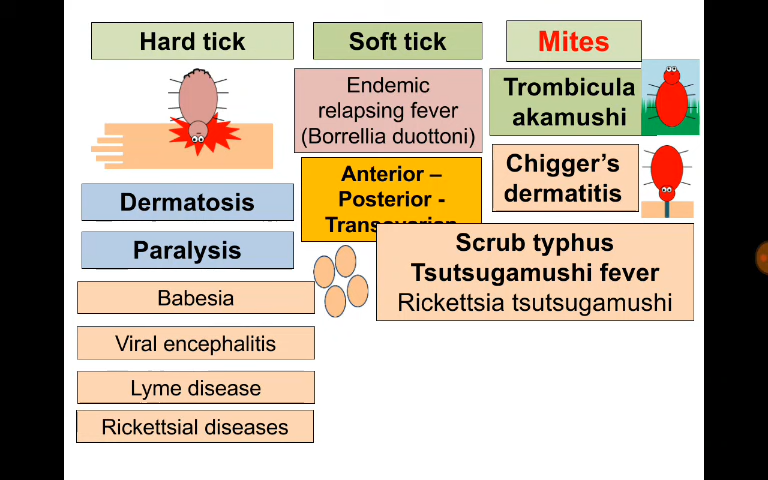 Hard tick
Dermatosis
Paralysis
Babesia
Viral encephalitis
Lyme disease
Rickettsial diseases
Soft tick
Endemic
relapsing fever
(Borrellia duottoni)
Anterior –
Posterior -
Mites
Trombicula
akamushi
Chigger's
dermatitis
Scrub typhus
Tsutsugamushi fever
Rickettsia tsutsugamushi